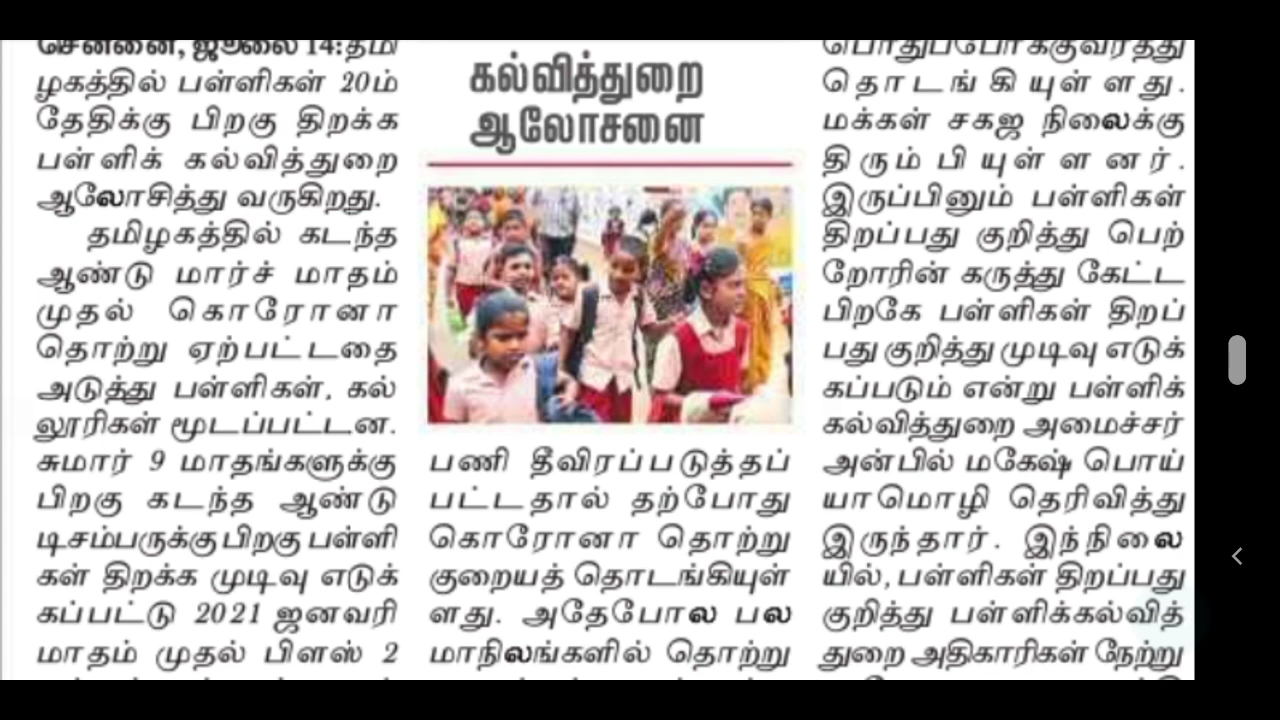 சென்னை, ஜூலை 14: தமி
ழகத்தில் பள்ளிகள் 20ம்
தேதிக்கு பிறகு திறக்க
பள்ளிக் கல்வித்துறை
ஆலோசித்து வருகிறது.
தமிழகத்தில் கடந்த
ஆண்டு மார்ச் மாதம்
முதல் கொரோனா
தொற்று ஏற்பட்டதை
அடுத்து பள்ளிகள், கல்
லூரிகள் மூடப்பட்டன.
சுமார் 9 மாதங்களுக்கு
பிறகு கடந்த ஆண்டு
டிசம்பருக்கு பிறகு பள்ளி
கள் திறக்க முடிவு எடுக்
கப்பட்டு 2021 ஜனவரி
மாதம் முதல் பிளஸ் 2
கல்வித்துறை
ஆலோசனை
பணி தீவிரப்படுத்தப்
பட்டதால் தற்போது
கொரோனா தொற்று
குறையத் தொடங்கியுள்
ளது. அதேபோல பல
மாநிலங்களில் தொற்று
பொதுப்போக்குவரத்து
தொடங்கியுள்ளது.
மக்கள் சகஜ நிலைக்கு
திரும்பியுள்ளனர்.
இருப்பினும் பள்ளிகள்
திறப்பது குறித்து பெற்
றோரின் கருத்து கேட்ட
பிறகே பள்ளிகள் திறப்
பது குறித்து முடிவு எடுக்
கப்படும் என்று பள்ளிக்
கல்வித்துறை அமைச்சர்
அன்பில் மகேஷ் பொய்
யாமொழி தெரிவித்து
இருந்தார். இந்நிலை
யில், பள்ளிகள் திறப்பது
குறித்து பள்ளிக்கல்வித்
துறை அதிகாரிகள் நேற்று